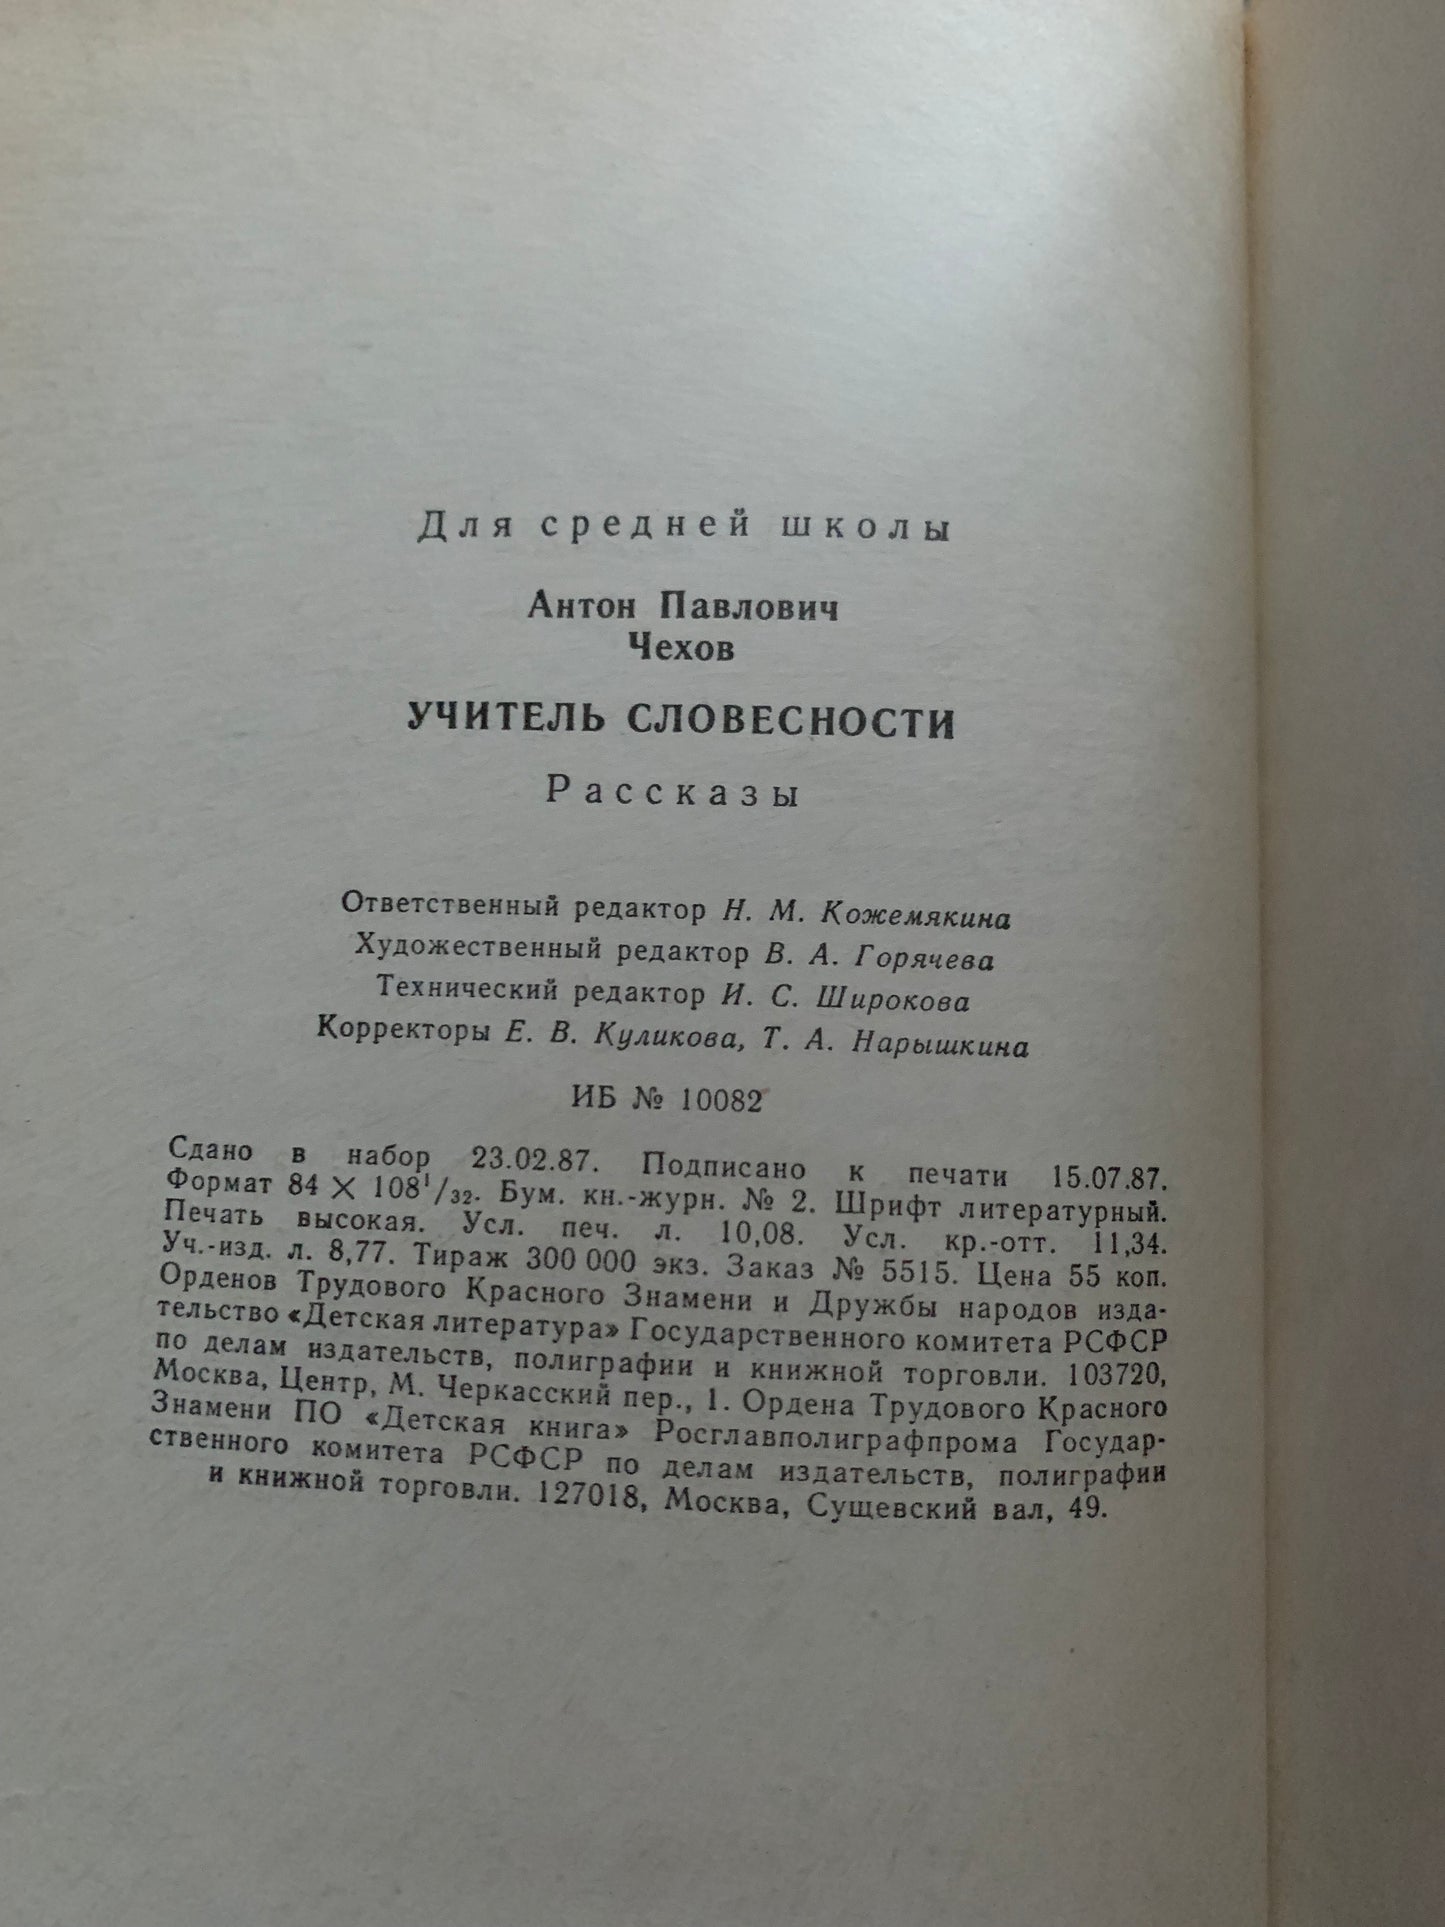 Для средней школы
Антон Павлович
Чехов
УЧИТЕЛЬ СЛОВЕСНОСТИ
Рассказы
Ответственный редактор Н. М. Кожемякина
Художественный редактор В. А. Горячева
Технический редактор И. С. Широкова
Корректоры Е. В. Куликова, Т. А. Нарышкина
ИБ № 10082
Сдано в набор 23.02.87. Подписано к печати 15.07.87.
Формат 84 × 108¹/₃₂. Бум. кн.-журн. № 2. Шрифт литературный.
Печать высокая. Усл. печ. л. 10,08. Усл. кр.-отт. 11,34.
Уч.-изд. л. 8,77. Тираж 300 000 экз. Заказ № 5515. Цена 55 коп.
Орденов Трудового Красного Знамени и Дружбы народов изда-
тельство «Детская литература» Государственного комитета РСФСР
по делам издательств, полиграфии и книжной торговли. 103720,
Москва, Центр, М. Черкасский пер., 1. Ордена Трудового Красного
Знамени ПО «Детская книга» Росглавполиграфпрома Государ-
ственного комитета РСФСР по делам издательств, полиграфии
и книжной торговли. 127018, Москва, Сущевский вал, 49.